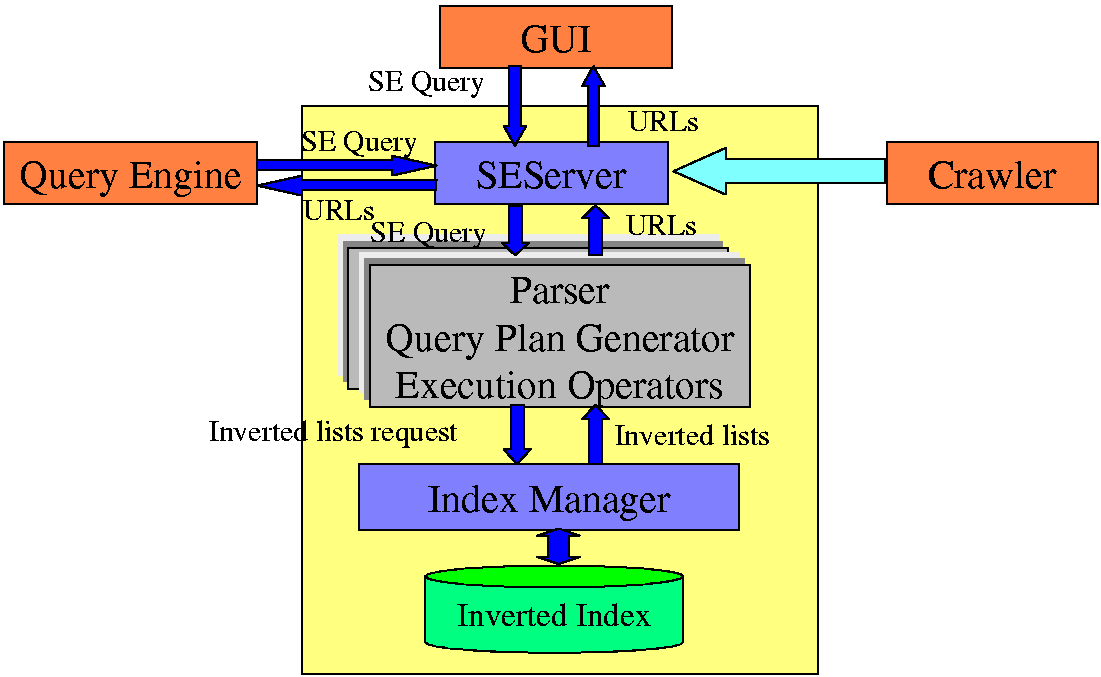 GUI
SE Query
URLs
SE Query
Query Engine
SEServer
Crawler
URLs
SE Query
URLs
Parser
Query Plan Generator
Execution Operators
Inverted lists request
Inverted lists
Index Manager
Inverted Index